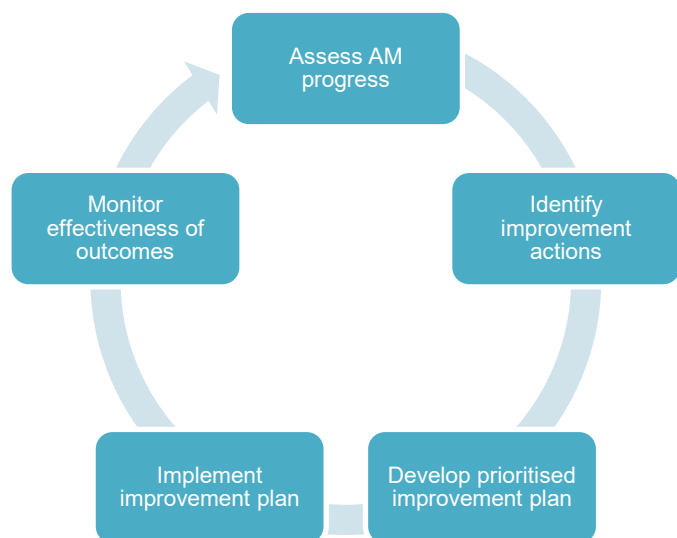 Assess AM
progress
Identify
improvement
actions
Develop prioritised
improvement plan
Implement
improvement plan
Monitor
effectiveness of
outcomes